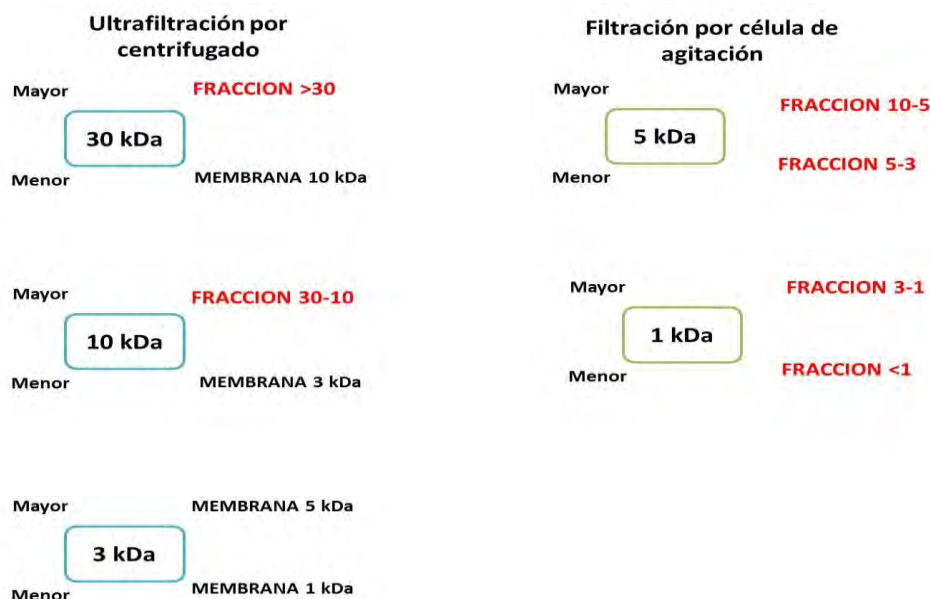 Ultrafiltración por
centrifugado
Mayor
FRACCION >30
30 kDa
Menor
MEMBRANA 10 kDa
Mayor
FRACCION 30-10
10 kDa
Menor
MEMBRANA 3 kDa
Mayor
MEMBRANA 5 kDa
3 kDa
Menor
MEMBRANA 1 kDa
Filtración por célula de
agitación
Mayor
FRACCION 10-5
5 kDa
Menor
FRACCION 5-3
Mayor
FRACCION 3-1
1 kDa
Menor
FRACCION <1